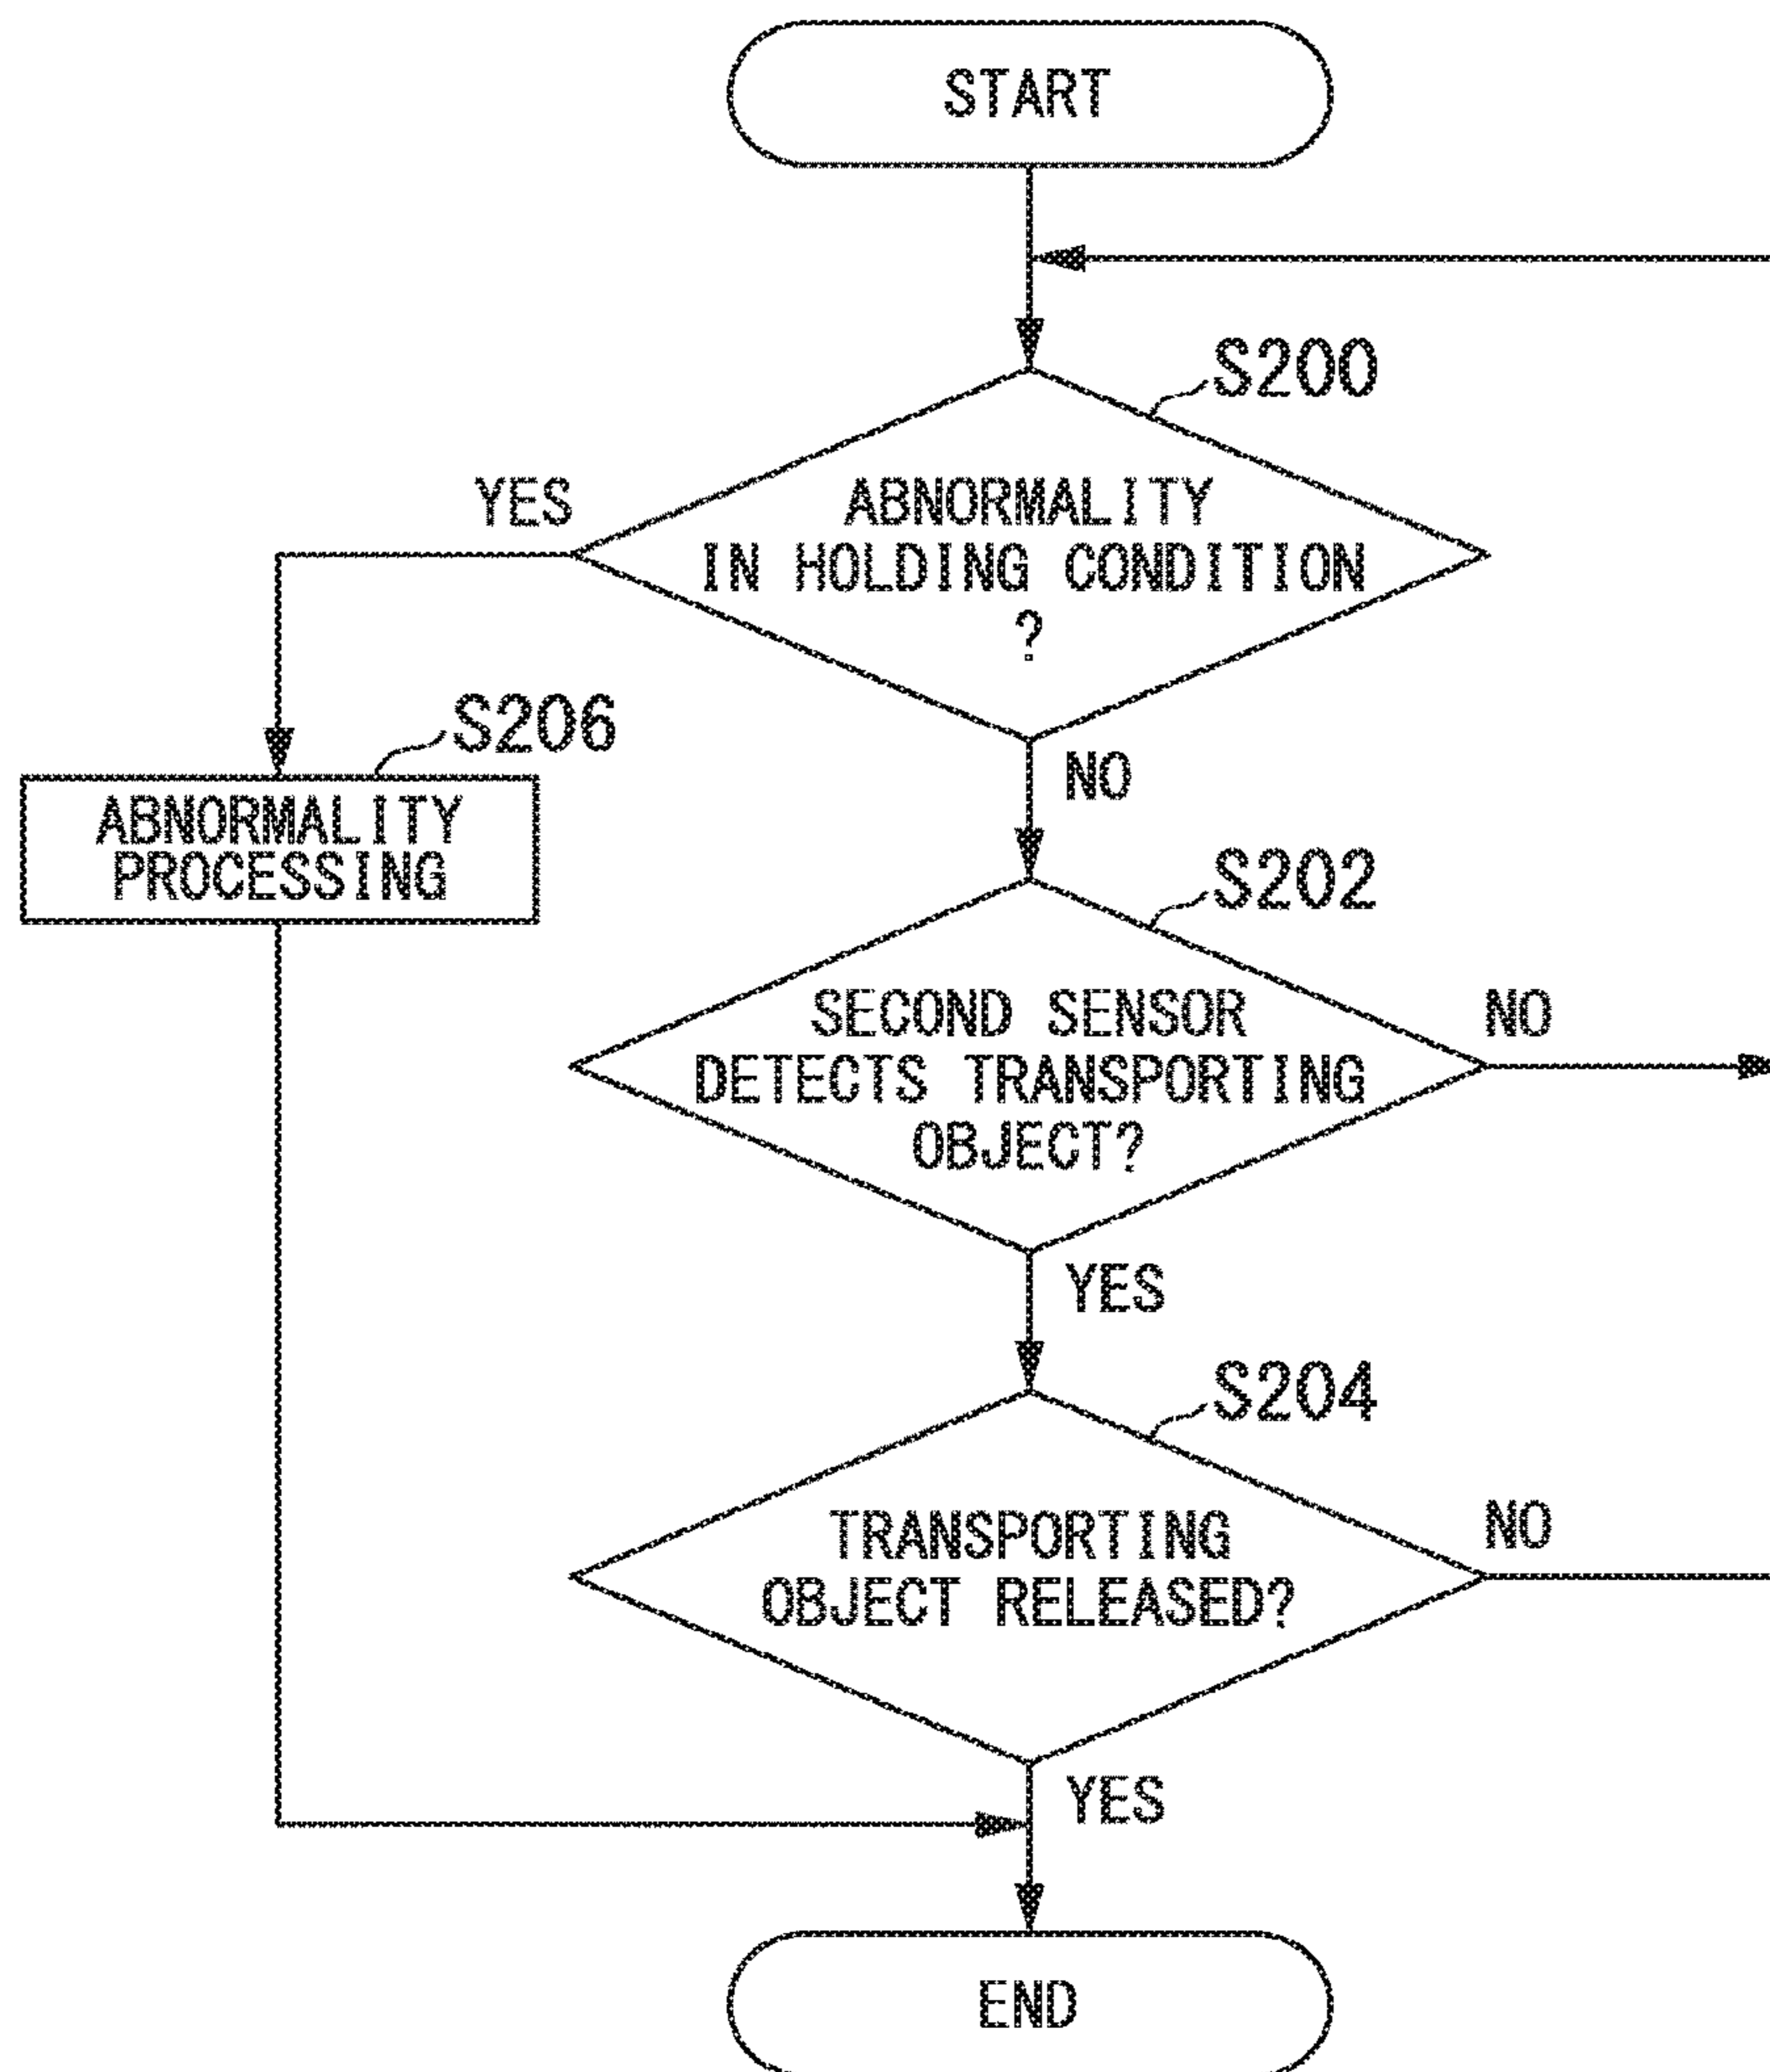 START
S200
YES
ABNORMALITY
IN HOLDING CONDITION
?
S206
NO
ABNORMALITY
PROCESSING
S202
SECOND SENSOR
DETECTS TRANSPORTING
OBJECT?
NO
YES
S204
TRANSPORTING
OBJECT RELEASED?
NO
YES
END